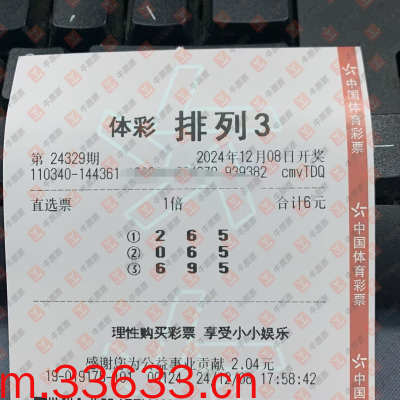 体彩 排列3
第 24329期 2024年12月08日开奖
110340-144361 939382 cmvTDQ
直选票 1倍 合计6元
① 2 6 5
② 0 6 5
③ 6 9 5
理性购买彩票 享受小小娱乐
感谢您为公益事业贡献 2.04元
24/12/08 17:58:42
m.33633.cn
中国体育彩票
中国体育彩票